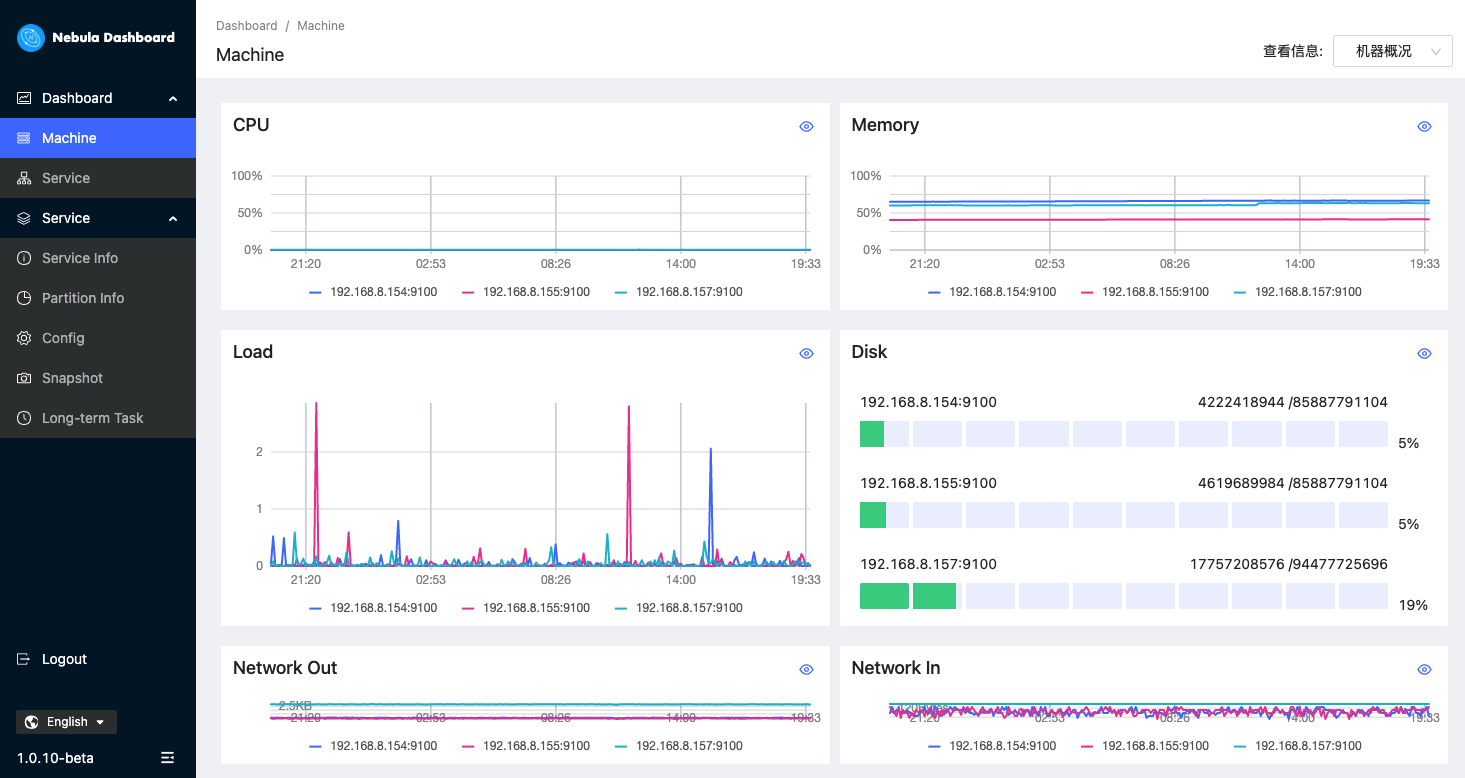 Nebula Dashboard
Dashboard
Machine
Service
Service
Service Info
Partition Info
Config
Snapshot
Long-term Task
Logout
English
1.0.10-beta
Dashboard / Machine
Machine
查看信息: 机器概况
CPU
100%
50%
0%
21:20 02:53 08:26 14:00 19:33
192.168.8.154:9100 192.168.8.155:9100 192.168.8.157:9100
Memory
100%
50%
0%
21:20 02:53 08:26 14:00 19:33
192.168.8.154:9100 192.168.8.155:9100 192.168.8.157:9100
Load
2
1
0
21:20 02:53 08:26 14:00 19:33
192.168.8.154:9100 192.168.8.155:9100 192.168.8.157:9100
Disk
192.168.8.154:9100 4222418944 /85887791104
5%
192.168.8.155:9100 4619689984 /85887791104
5%
192.168.8.157:9100 17757208576 /94477725696
19%
Network Out
2.5KB
21:20 02:53 08:26 14:00 19:33
192.168.8.154:9100 192.168.8.155:9100 192.168.8.157:9100
Network In
21:20 02:53 08:26 14:00 19:33
192.168.8.154:9100 192.168.8.155:9100 192.168.8.157:9100